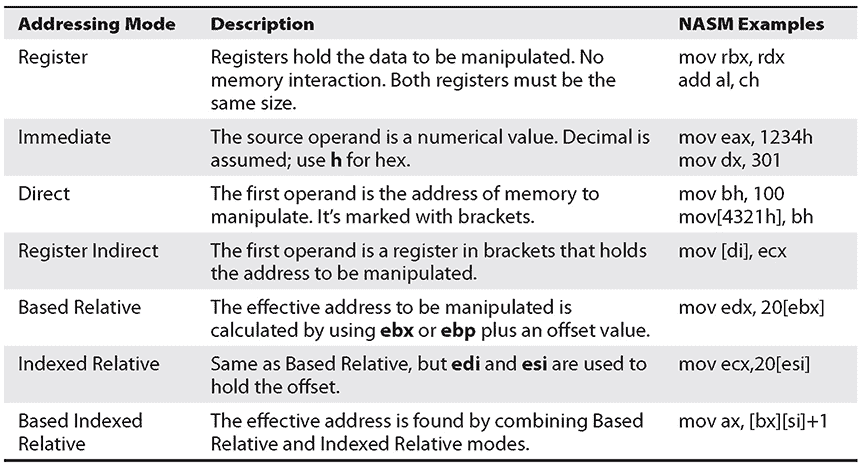 Addressing Mode Description NASM Examples
Register Registers hold the data to be manipulated. No mov rbx, rdx
memory interaction. Both registers must be the add al, ch
same size.
Immediate The source operand is a numerical value. Decimal is mov eax, 1234h
assumed; use h for hex. mov dx, 301
Direct The first operand is the address of memory to mov bh, 100
manipulate. It’s marked with brackets. mov[4321h], bh
Register Indirect The first operand is a register in brackets that holds mov [di], ecx
the address to be manipulated.
Based Relative The effective address to be manipulated is mov edx, 20[ebx]
calculated by using ebx or ebp plus an offset value.
Indexed Relative Same as Based Relative, but edi and esi are used to mov ecx,20[esi]
hold the offset.
Based Indexed The effective address is found by combining Based mov ax, [bx][si]+1
Relative Relative and Indexed Relative modes.